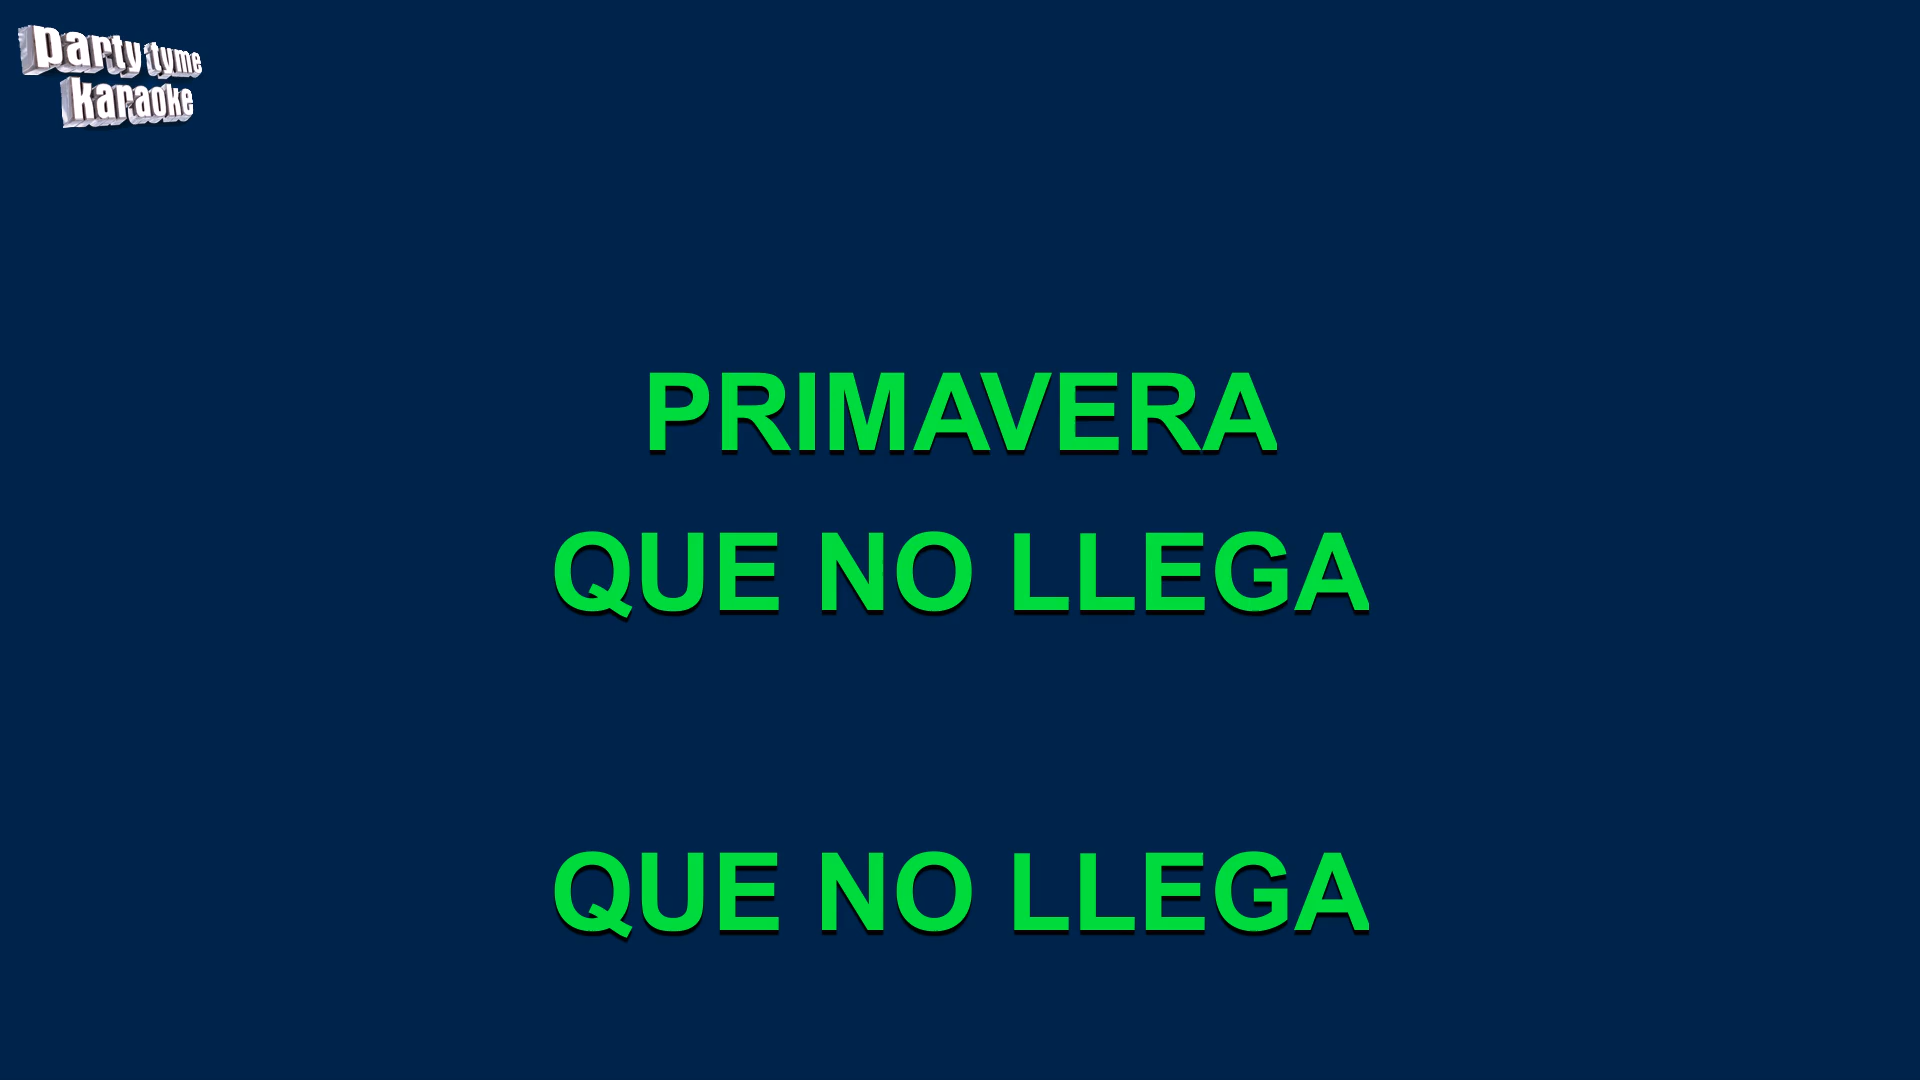 party tyme
karaoke
PRIMAVERA
QUE NO LLEGA
QUE NO LLEGA